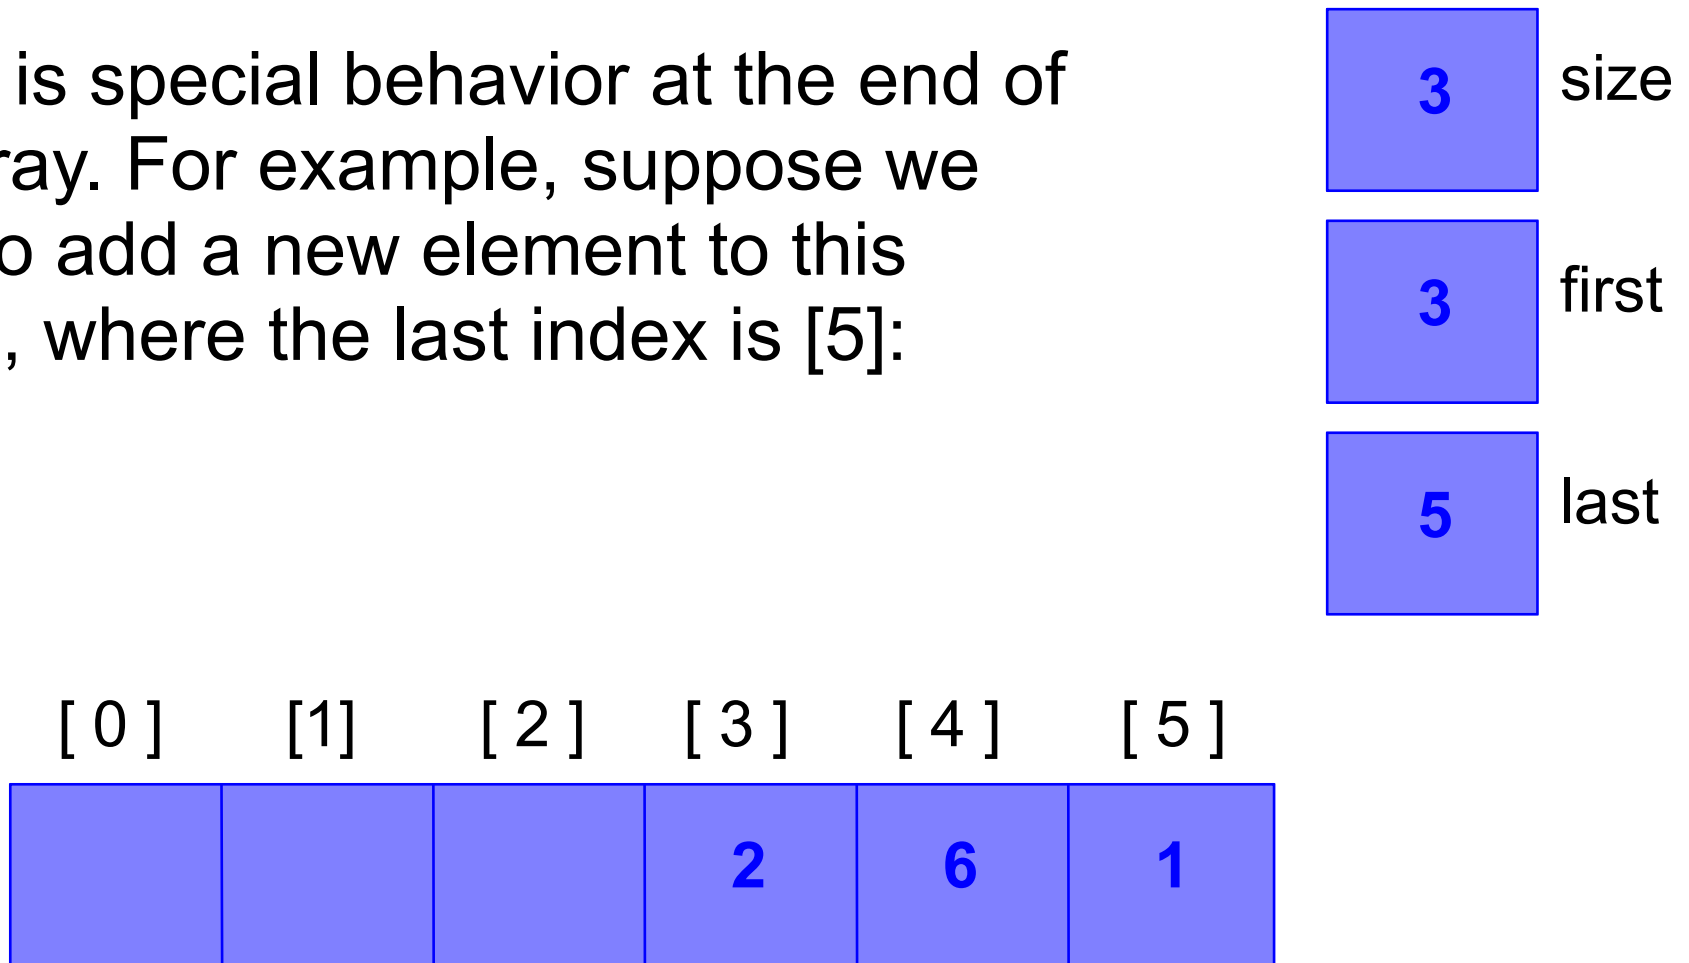 is special behavior at the end of
ray. For example, suppose we
o add a new element to this
, where the last index is [5]:
3 size
3 first
5 last
[ 0 ] [1] [ 2 ] [ 3 ] [ 4 ] [ 5 ]
2 6 1